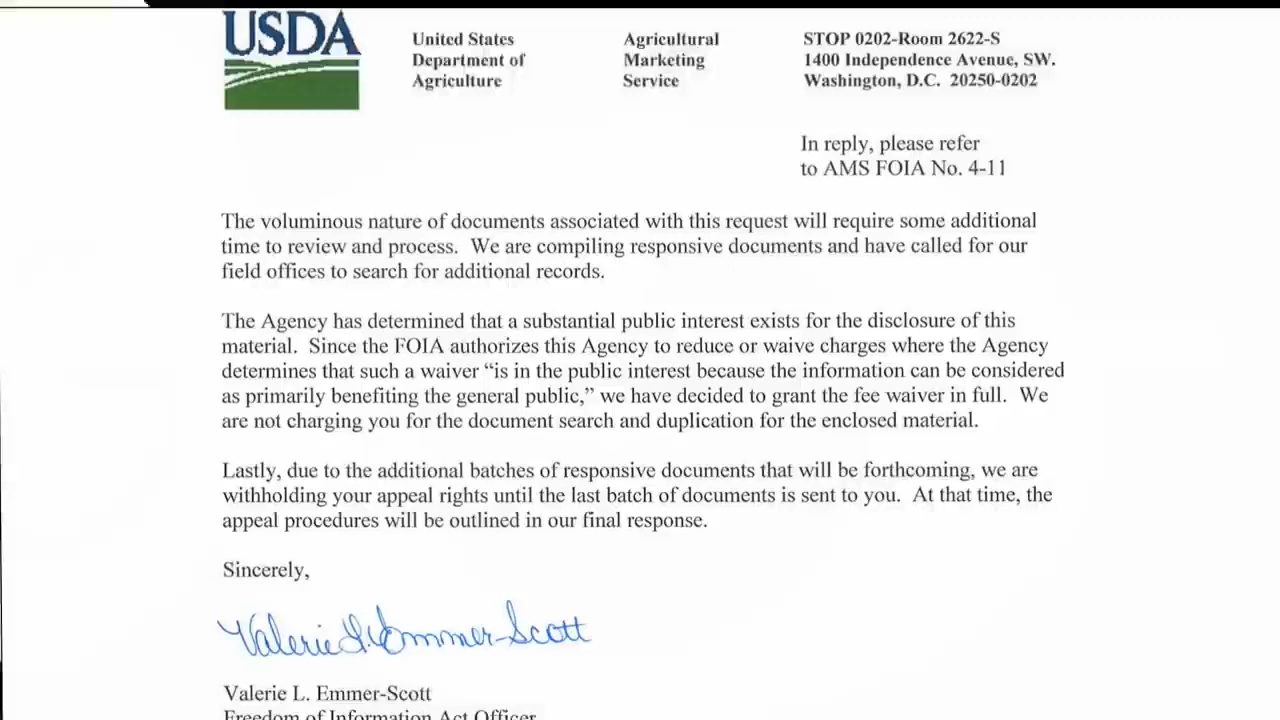 USDA
United States
Department of
Agriculture
Agricultural
Marketing
Service
STOP 0202-Room 2622-S
1400 Independence Avenue, SW.
Washington, D.C. 20250-0202
In reply, please refer
to AMS FOIA No. 4-11
The voluminous nature of documents associated with this request will require some additional
time to review and process. We are compiling responsive documents and have called for our
field offices to search for additional records.
The Agency has determined that a substantial public interest exists for the disclosure of this
material. Since the FOIA authorizes this Agency to reduce or waive charges where the Agency
determines that such a waiver “is in the public interest because the information can be considered
as primarily benefiting the general public,” we have decided to grant the fee waiver in full. We
are not charging you for the document search and duplication for the enclosed material.
Lastly, due to the additional batches of responsive documents that will be forthcoming, we are
withholding your appeal rights until the last batch of documents is sent to you. At that time, the
appeal procedures will be outlined in our final response.
Sincerely,
Valerie L. Emmer-Scott
Valerie L. Emmer-Scott
Freedom of Information Act Officer